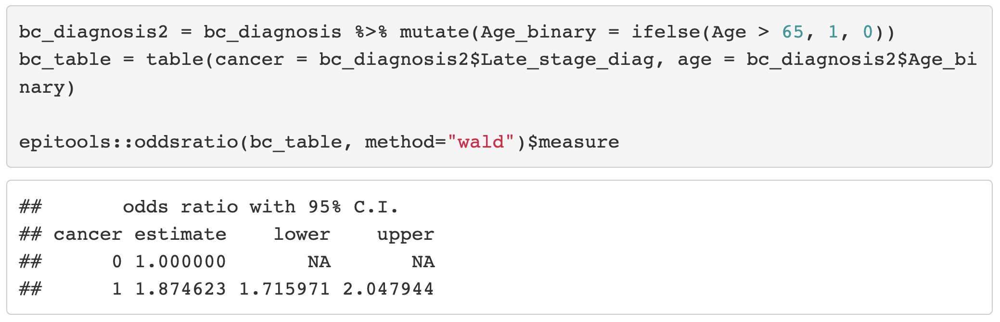 bc_diagnosis2 = bc_diagnosis %>% mutate(Age_binary = ifelse(Age > 65, 1, 0))
bc_table = table(cancer = bc_diagnosis2$Late_stage_diag, age = bc_diagnosis2$Age_bi
nary)
epitools::oddsratio(bc_table, method="wald")$measure
##       odds ratio with 95% C.I.
## cancer estimate    lower    upper
##      0 1.000000       NA       NA
##      1 1.874623 1.715971 2.047944